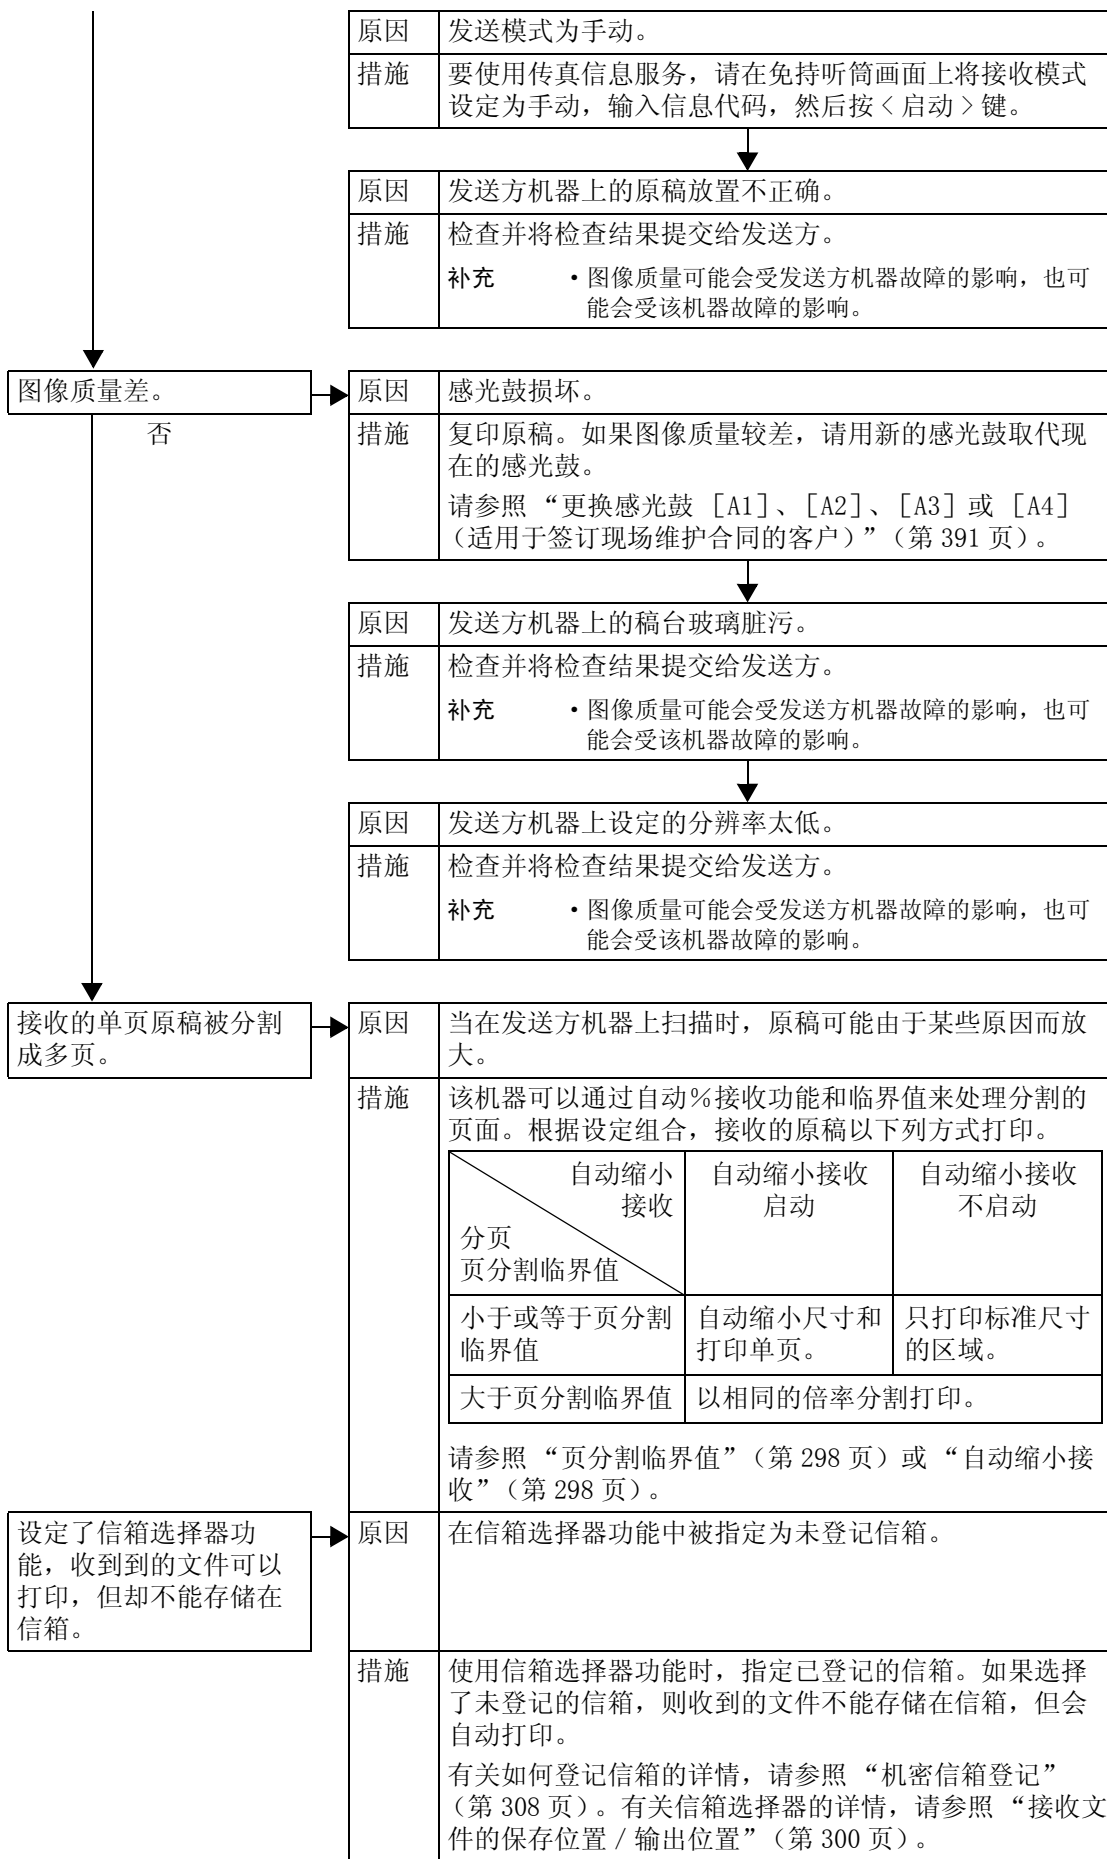 原因 发送模式为手动。
措施 要使用传真信息服务，请在免持听筒画面上将接收模式
设定为手动，输入信息代码，然后按＜启动＞键。
原因 发送方机器上的原稿放置不正确。
措施 检查并将检查结果提交给发送方。
补充 •图像质量可能会受发送方机器故障的影响，也可
能会受该机器故障的影响。
图像质量差。
否
原因 感光鼓损坏。
措施 复印原稿。如果图像质量较差，请用新的感光鼓取代现
在的感光鼓。
请参照 “更换感光鼓 ［A1］、［A2］、［A3］ 或 ［A4］
（适用于签订现场维护合同的客户）”（第 391 页）。
原因 发送方机器上的稿台玻璃脏污。
措施 检查并将检查结果提交给发送方。
补充 •图像质量可能会受发送方机器故障的影响，也可
能会受该机器故障的影响。
原因 发送方机器上设定的分辨率太低。
措施 检查并将检查结果提交给发送方。
补充 •图像质量可能会受发送方机器故障的影响，也可
能会受该机器故障的影响。
接收的单页原稿被分割
成多页。
原因 当在发送方机器上扫描时，原稿可能由于某些原因而放
大。
措施 该机器可以通过自动％接收功能和临界值来处理分割的
页面。根据设定组合，接收的原稿以下列方式打印。
自动缩小
接收
分页
页分割临界值
自动缩小接收
启动
自动缩小接收
不启动
小于或等于页分割
临界值
自动缩小尺寸和
打印单页。
只打印标准尺寸
的区域。
大于页分割临界值 以相同的倍率分割打印。
请参照 “页分割临界值”（第 298 页）或 “自动缩小接
收”（第 298 页）。
设定了信箱选择器功
能，收到到的文件可以
打印，但却不能存储在
信箱。
原因 在信箱选择器功能中被指定为未登记信箱。
措施 使用信箱选择器功能时，指定已登记的信箱。如果选择
了未登记的信箱，则收到的文件不能存储在信箱，但会
自动打印。
有关如何登记信箱的详情，请参照 “机密信箱登记”
（第 308 页）。有关信箱选择器的详情，请参照 “接收文
件的保存位置 / 输出位置”（第 300 页）。